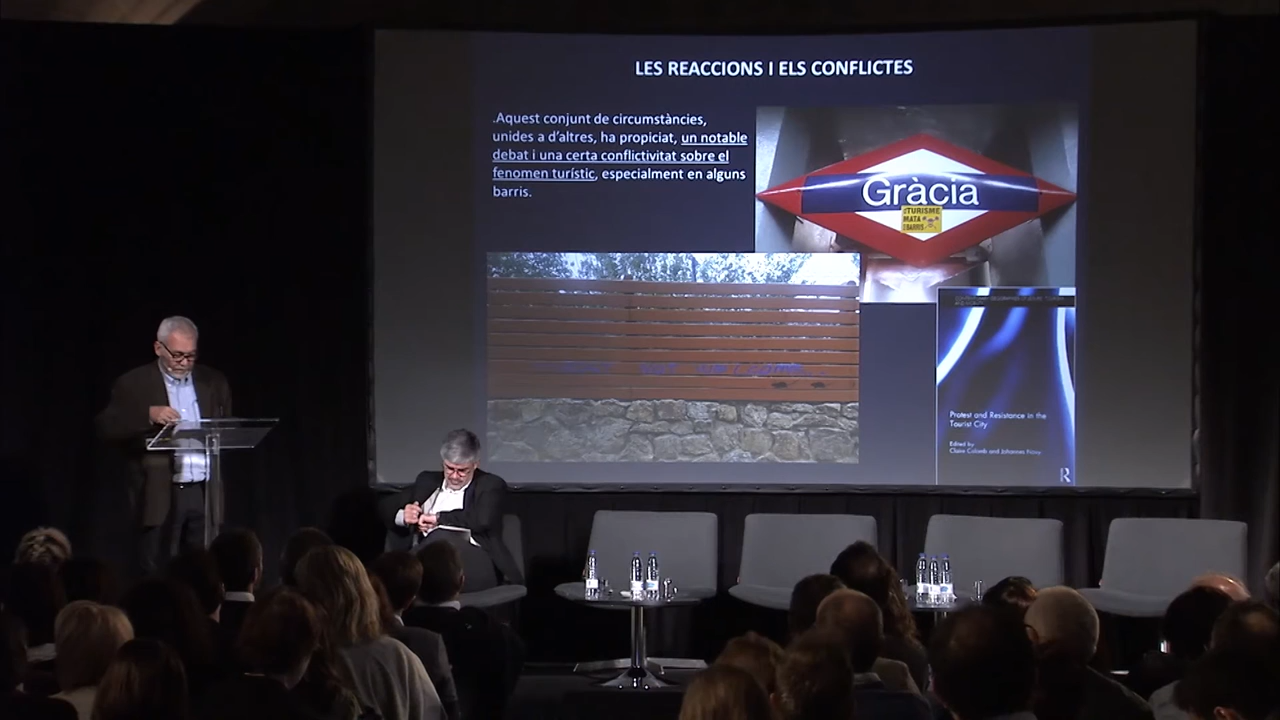 LES REACCIONS I ELS CONFLICTES
.Aquest conjunt de circumstàncies,
unides a d'altres, ha propiciat, un notable
debat i una certa conflictivitat sobre el
fenomen turístic, especialment en alguns
barris.
Gràcia
TURISME
MATA
BARRIS
Protest and Resistance in the
Tourist City
Edited by
Claire Colomb and Johannes Novy
R